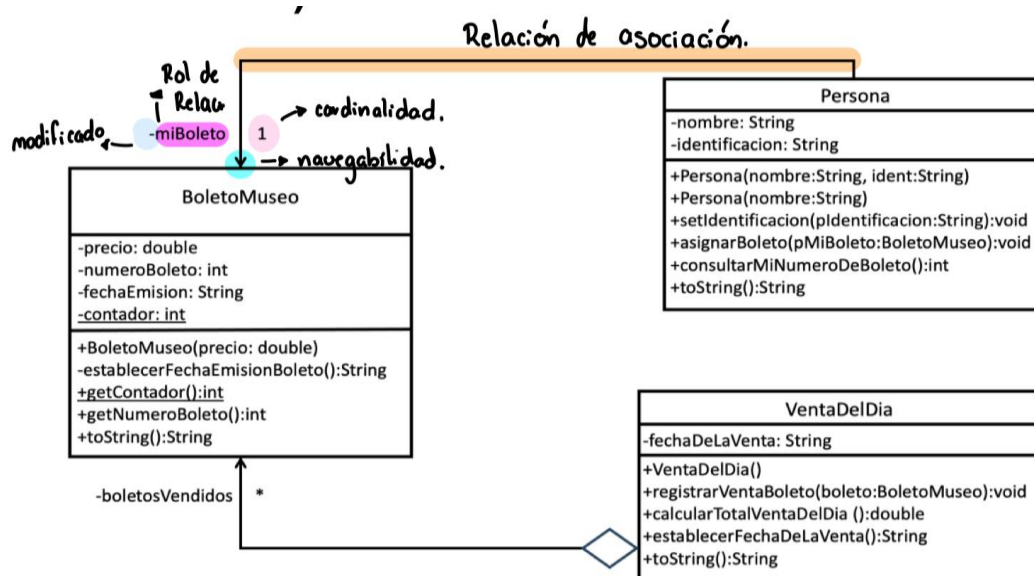 Relación de asociación.
Rol de
Relac
modificado
-miBoleto
1
cardinalidad.
navegabilidad.
BoletoMuseo
-precio: double
-numeroBoleto: int
-fechaEmision: String
-contador: int
+BoletoMuseo(precio: double)
-establecerFechaEmisionBoleto():String
+getContador():int
+getNumeroBoleto():int
+toString():String
Persona
-nombre: String
-identificacion: String
+Persona(nombre:String, ident:String)
+Persona(nombre:String)
+setIdentificacion(pIdentificacion:String):void
+asignarBoleto(pMiBoleto:BoletoMuseo):void
+consultarMiNumeroDeBoleto():int
+toString():String
-boletosVendidos *
VentaDelDia
-fechaDeLaVenta: String
+VentaDelDia()
+registrarVentaBoleto(boleto:BoletoMuseo):void
+calcularTotalVentaDelDia ():double
+establecerFechaDeLaVenta():String
+toString():String